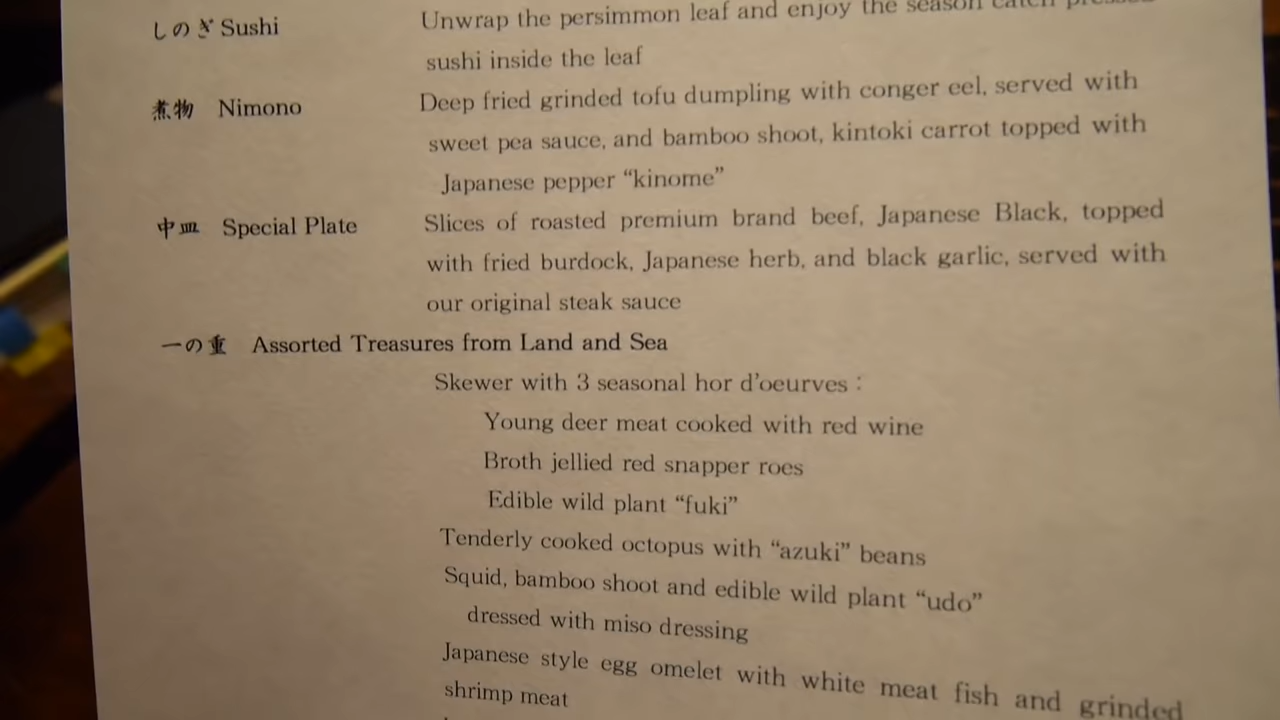 しのぎ Sushi Unwrap the persimmon leaf and enjoy the season catch pressed
sushi inside the leaf
煮物 Nimono Deep fried grinded tofu dumpling with conger eel, served with
sweet pea sauce, and bamboo shoot, kintoki carrot topped with
Japanese pepper “kinome”
中皿 Special Plate Slices of roasted premium brand beef, Japanese Black, topped
with fried burdock, Japanese herb, and black garlic, served with
our original steak sauce
一の重 Assorted Treasures from Land and Sea
Skewer with 3 seasonal hor d’oeurves :
Young deer meat cooked with red wine
Broth jellied red snapper roes
Edible wild plant “fuki”
Tenderly cooked octopus with “azuki” beans
Squid, bamboo shoot and edible wild plant “udo”
dressed with miso dressing
Japanese style egg omelet with white meat fish and grinded
shrimp meat